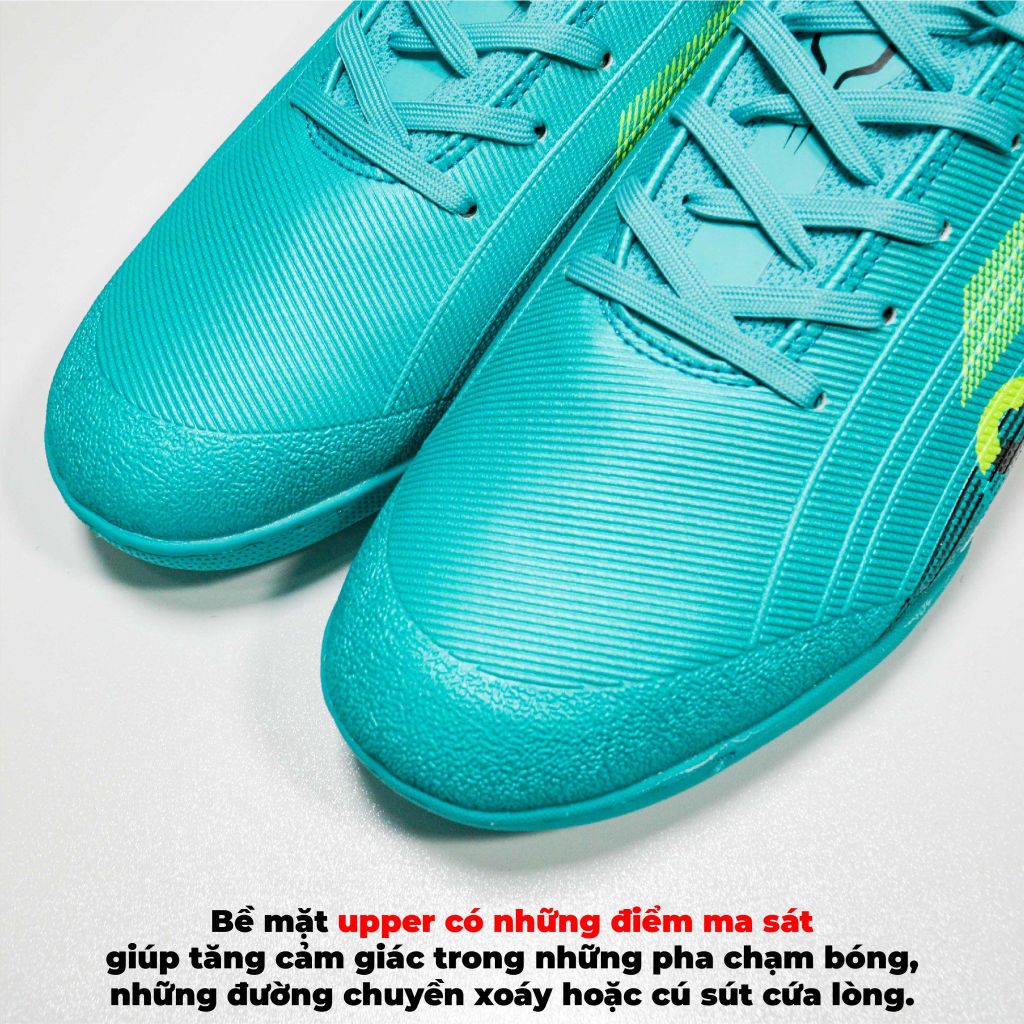 Bề mặt upper có những điểm ma sát
giúp tăng cảm giác trong những pha chạm bóng,
những đường chuyền xoáy hoặc cú sút cứa lòng.